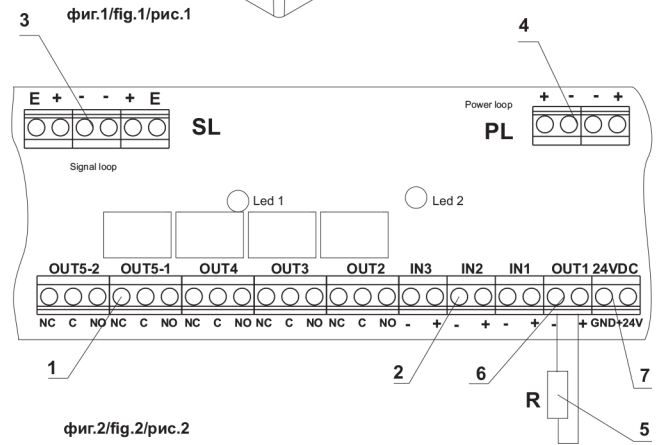 фиг.1/fig.1/рис.1
3
4
E + - - + E
SL
Signal loop
Power loop
+ - - +
PL
Led 1
Led 2
OUT5-2 OUT5-1 OUT4 OUT3 OUT2 IN3 IN2 IN1 OUT1 24VDC
NC C NO NC C NO NC C NO NC C NO NC C NO - + - + - + - + GND +24V
1
2
6
7
R
5
фиг.2/fig.2/рис.2